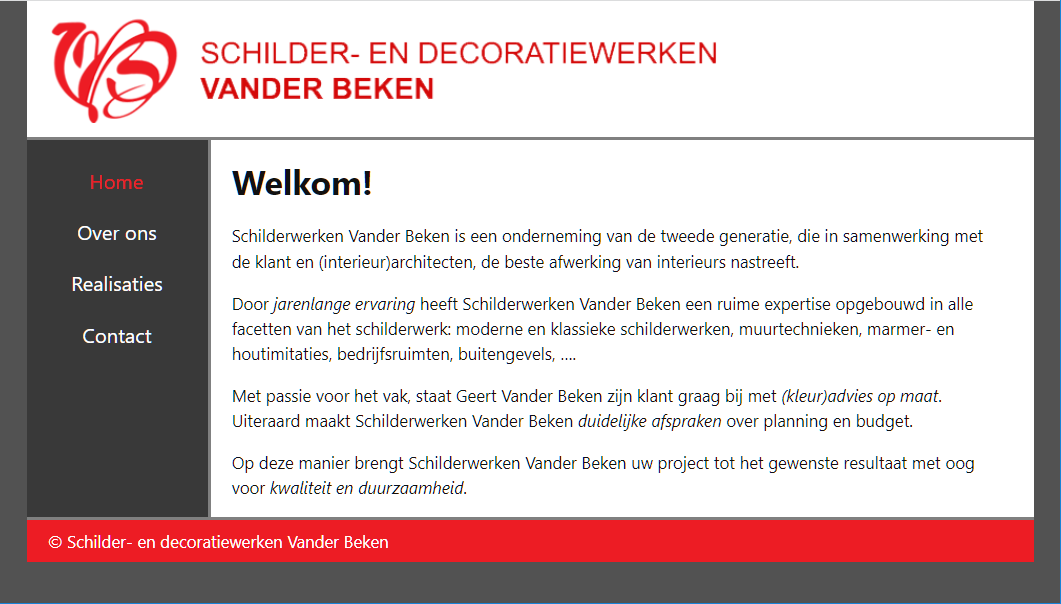 SCHILDER- EN DECORATIEWERKEN
VANDER BEKEN
Home
Over ons
Realisaties
Contact
Welkom!
Schilderwerken Vander Beken is een onderneming van de tweede generatie, die in samenwerking met
de klant en (interieur)architecten, de beste afwerking van interieurs nastreeft.
Door jarenlange ervaring heeft Schilderwerken Vander Beken een ruime expertise opgebouwd in alle
facetten van het schilderwerk: moderne en klassieke schilderwerken, muurtechnieken, marmer- en
houtimitaties, bedrijfsruimten, buitengevels, ....
Met passie voor het vak, staat Geert Vander Beken zijn klant graag bij met (kleur)advies op maat.
Uiteraard maakt Schilderwerken Vander Beken duidelijke afspraken over planning en budget.
Op deze manier brengt Schilderwerken Vander Beken uw project tot het gewenste resultaat met oog
voor kwaliteit en duurzaamheid.
© Schilder- en decoratiewerken Vander Beken